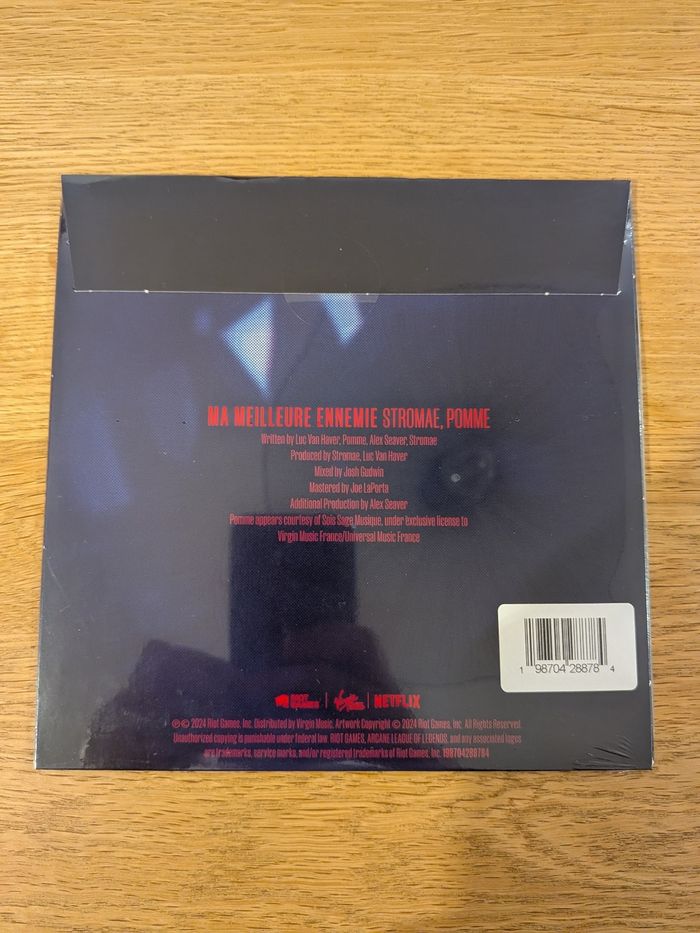 MA MEILLEURE ENNEMIE STROMAE, POMME
Written by Luc Van Haver, Pomme, Alex Seaver, Stromae
Produced by Stromae, Luc Van Haver
Mixed by Josh Gudwin
Mastered by Joe LaPorta
Additional Production by Alex Seaver
Pomme appears courtesy of Sois Sage Musique, under exclusive license to
Virgin Music France/Universal Music France
1 98704 28878 4
RIOT GAMES | Virgin | NETFLIX
℗© 2024 Riot Games, Inc. Distributed by Virgin Music. Artwork Copyright © 2024 Riot Games, Inc. All Rights Reserved.
Unauthorized copying is punishable under federal law. RIOT GAMES, ARCANE LEAGUE OF LEGENDS, and any associated logos
are trademarks, service marks, and/or registered trademarks of Riot Games, Inc. 198704288784